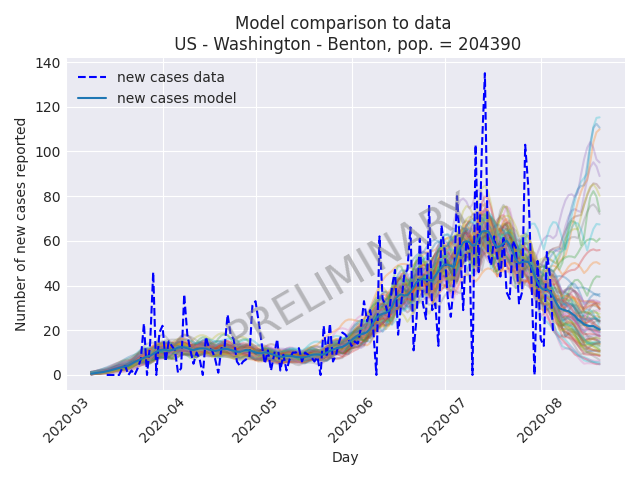 Model comparison to data
US - Washington - Benton, pop. = 204390
new cases data
new cases model
PRELIMINARY
Number of new cases reported
140
120
100
80
60
40
20
0
2020-03
2020-04
2020-05
2020-06
2020-07
2020-08
Day